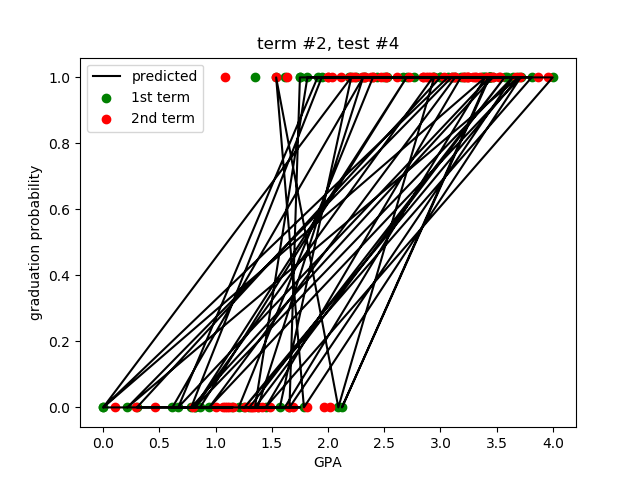 term #2, test #4
predicted
1st term
2nd term
graduation probability
1.0
0.8
0.6
0.4
0.2
0.0
0.0 0.5 1.0 1.5 2.0 2.5 3.0 3.5 4.0
GPA